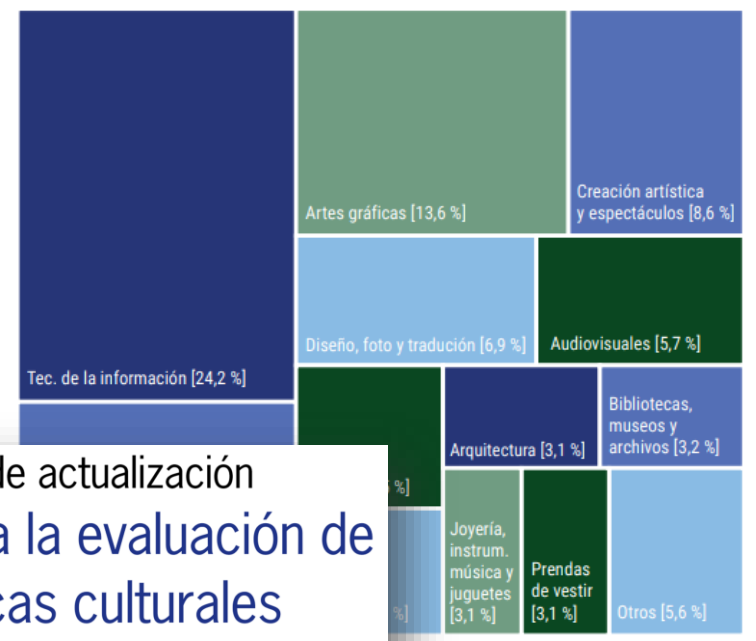 Artes gráficas [13,6 %]
Creación artística
y espectáculos [8,6 %]
Diseño, foto y tradución [6,9 %]
Audiovisuales [5,7 %]
Tec. de la información [24,2 %]
Arquitectura [3,1 %]
Bibliotecas,
museos y
archivos [3,2 %]
%]
de actualización
la evaluación de
culturales
%]
Joyería,
instrum.
música y
juguetes
[3,1 %]
Prendas
de vestir
[3,1 %]
Otros [5,6 %]